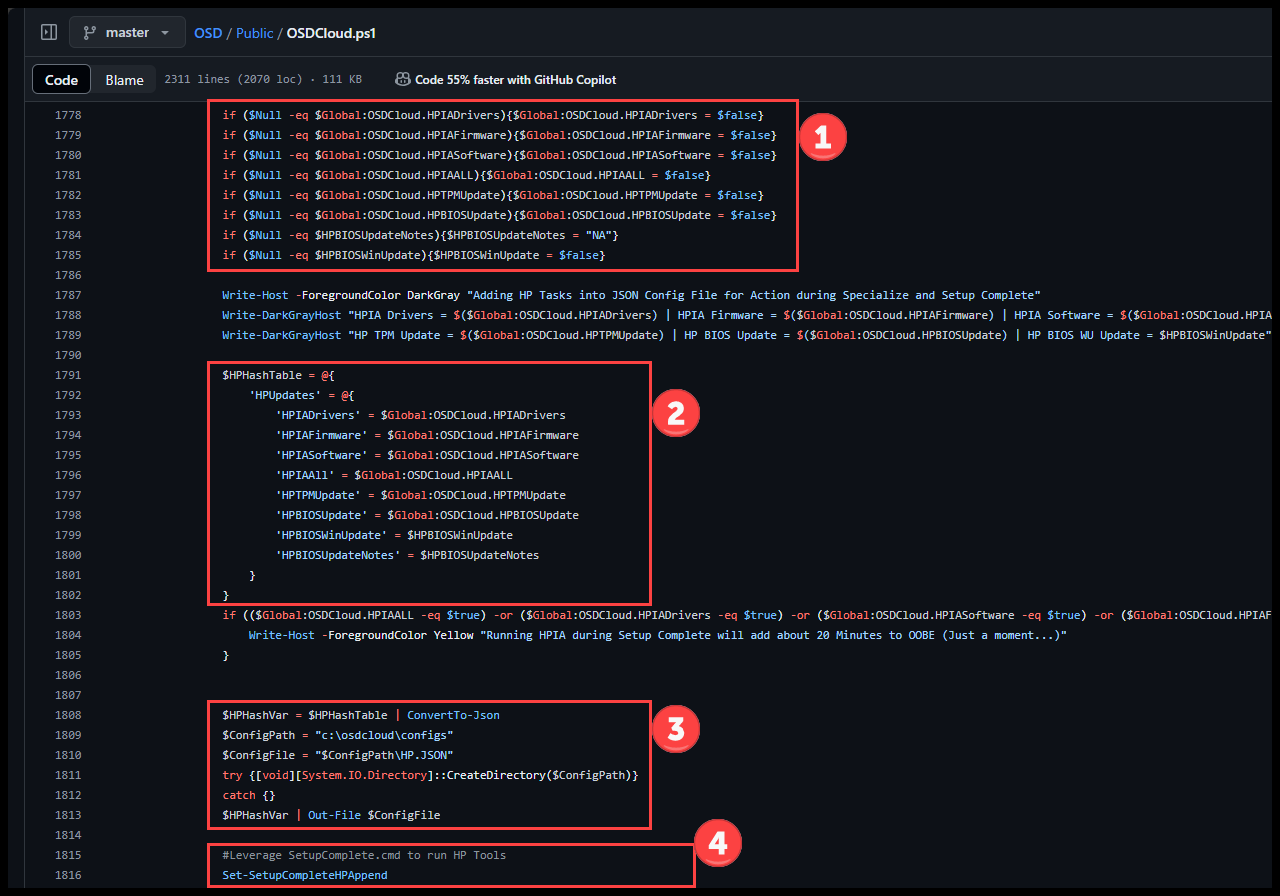 master
OSD / Public / OSDCloud.ps1
Code Blame 2311 lines (2070 loc) · 111 KB Code 55% faster with GitHub Copilot
1778 if ($Null -eq $Global:OSDCloud.HPIADrivers){$Global:OSDCloud.HPIADrivers = $false}
1779 if ($Null -eq $Global:OSDCloud.HPIAFirmware){$Global:OSDCloud.HPIAFirmware = $false}
1780 if ($Null -eq $Global:OSDCloud.HPIASoftware){$Global:OSDCloud.HPIASoftware = $false}
1781 if ($Null -eq $Global:OSDCloud.HPIAALL){$Global:OSDCloud.HPIAALL = $false}
1782 if ($Null -eq $Global:OSDCloud.HPTPMUpdate){$Global:OSDCloud.HPTPMUpdate = $false}
1783 if ($Null -eq $Global:OSDCloud.HPBIOSUpdate){$Global:OSDCloud.HPBIOSUpdate = $false}
1784 if ($Null -eq $HPBIOSUpdateNotes){$HPBIOSUpdateNotes = "NA"}
1785 if ($Null -eq $HPBIOSWinUpdate){$HPBIOSWinUpdate = $false}
1
1786
1787 Write-Host -ForegroundColor DarkGray "Adding HP Tasks into JSON Config File for Action during Specialize and Setup Complete"
1788 Write-DarkGrayHost "HPIA Drivers = $($Global:OSDCloud.HPIADrivers) | HPIA Firmware = $($Global:OSDCloud.HPIAFirmware) | HPIA Software = $($Global:OSDCloud.HPIA
1789 Write-DarkGrayHost "HP TPM Update = $($Global:OSDCloud.HPTPMUpdate) | HP BIOS Update = $($Global:OSDCloud.HPBIOSUpdate) | HP BIOS WU Update = $HPBIOSWinUpdate"
1790
1791 $HPHashTable = @{
1792 'HPUpdates' = @{
1793 'HPIADrivers' = $Global:OSDCloud.HPIADrivers
1794 'HPIAFirmware' = $Global:OSDCloud.HPIAFirmware
1795 'HPIASoftware' = $Global:OSDCloud.HPIASoftware
1796 'HPIAAll' = $Global:OSDCloud.HPIAALL
1797 'HPTPMUpdate' = $Global:OSDCloud.HPTPMUpdate
1798 'HPBIOSUpdate' = $Global:OSDCloud.HPBIOSUpdate
1799 'HPBIOSWinUpdate' = $HPBIOSWinUpdate
1800 'HPBIOSUpdateNotes' = $HPBIOSUpdateNotes
1801 }
1802 }
2
1803 if (($Global:OSDCloud.HPIAALL -eq $true) -or ($Global:OSDCloud.HPIADrivers -eq $true) -or ($Global:OSDCloud.HPIASoftware -eq $true) -or ($Global:OSDCloud.HPIAF
1804 Write-Host -ForegroundColor Yellow "Running HPIA during Setup Complete will add about 20 Minutes to OOBE (Just a moment...)"
1805 }
1806
1807
1808 $HPHashVar = $HPHashTable | ConvertTo-Json
1809 $ConfigPath = "c:\osdcloud\configs"
1810 $ConfigFile = "$ConfigPath\HP.JSON"
1811 try {[void][System.IO.Directory]::CreateDirectory($ConfigPath)}
1812 catch {}
1813 $HPHashVar | Out-File $ConfigFile
3
1814
1815 #Leverage SetupComplete.cmd to run HP Tools
1816 Set-SetupCompleteHPAppend
4